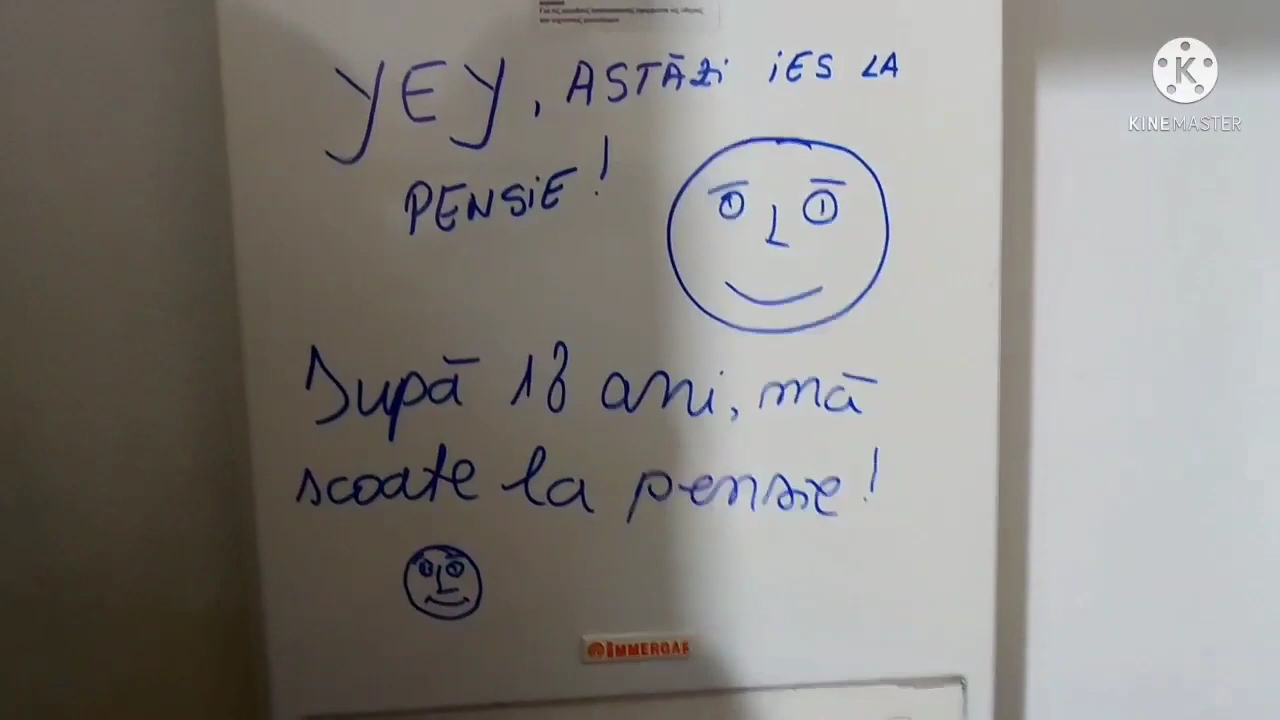 YEY, ASTĂZI IES LA
PENSIE!
După 18 ani, mă
scoate la pensie!
IMMERGAS
KINEMASTER